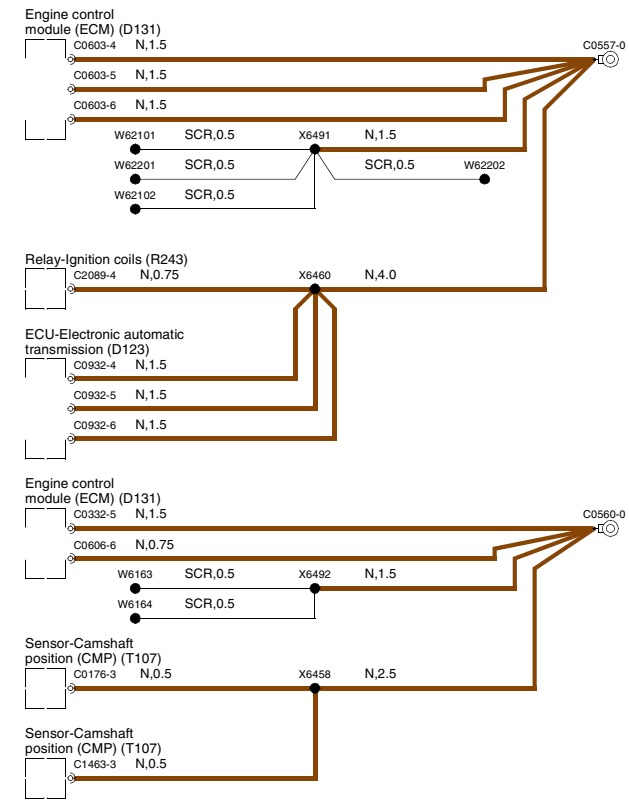 Engine control
module (ECM) (D131)
C0603-4 N,1.5
C0557-0
C0603-5 N,1.5
C0603-6 N,1.5
W62101 SCR,0.5 X6491 N,1.5
W62201 SCR,0.5 W62202
W62102 SCR,0.5
Relay-Ignition coils (R243)
C2089-4 N,0.75 X6460 N,4.0
ECU-Electronic automatic
transmission (D123)
C0932-4 N,1.5
C0932-5 N,1.5
C0932-6 N,1.5
Engine control
module (ECM) (D131)
C0332-5 N,1.5 C0560-0
C0606-6 N,0.75
W6163 SCR,0.5 X6492 N,1.5
W6164 SCR,0.5
Sensor-Camshaft
position (CMP) (T107)
C0176-3 N,0.5 X6458 N,2.5
Sensor-Camshaft
position (CMP) (T107)
C1463-3 N,0.5